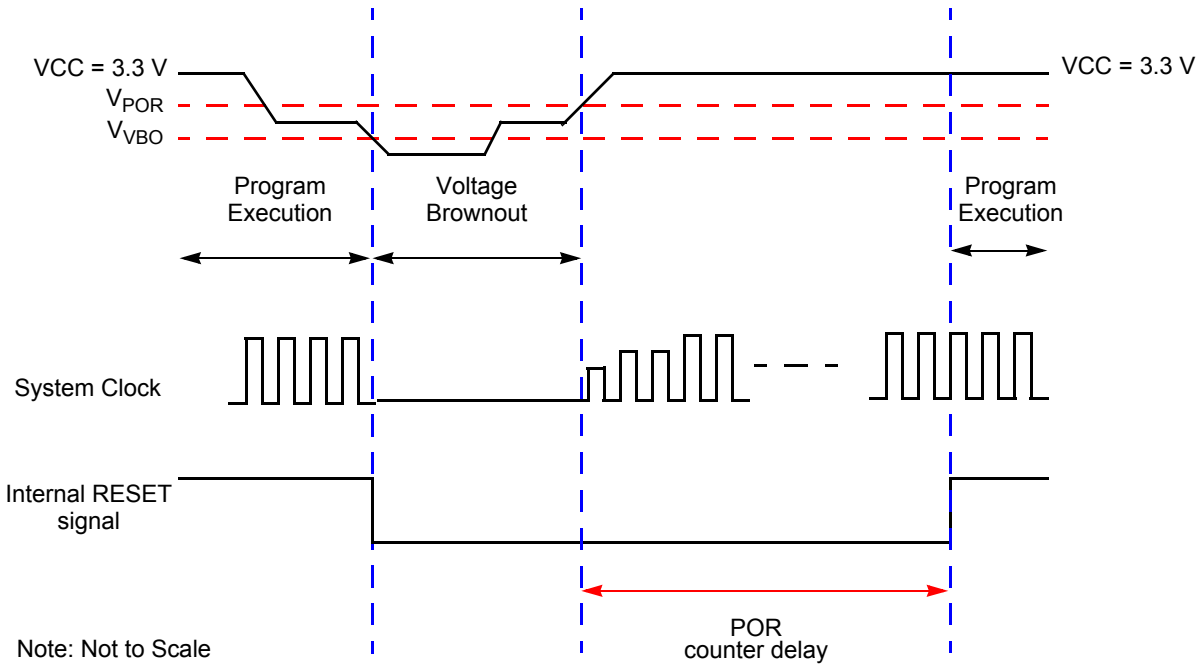 VCC = 3.3 V
VCC = 3.3 V
VPOR
VVBO
Program
Execution
Voltage
Brownout
Program
Execution
System Clock
Internal RESET
signal
POR
counter delay
Note: Not to Scale